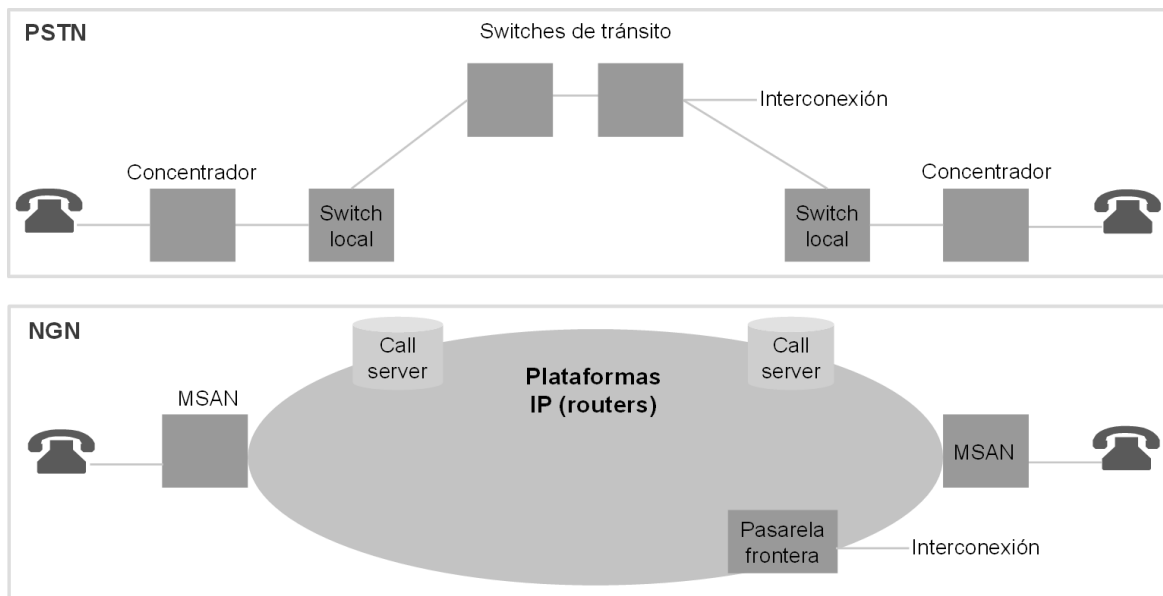 PSTN
Switches de tránsito
Interconexión
Concentrador
Concentrador
Switch
local
Switch
local
NGN
Call
server
Call
server
Plataformas
IP (routers)
MSAN
MSAN
Pasarela
frontera
Interconexión